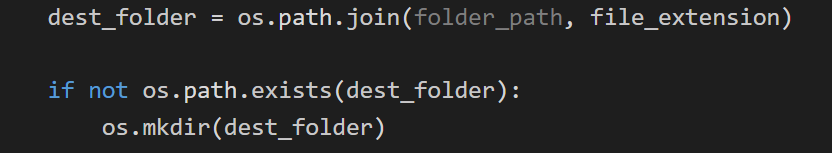 dest_folder = os.path.join(folder_path, file_extension)
if not os.path.exists(dest_folder):
os.mkdir(dest_folder)